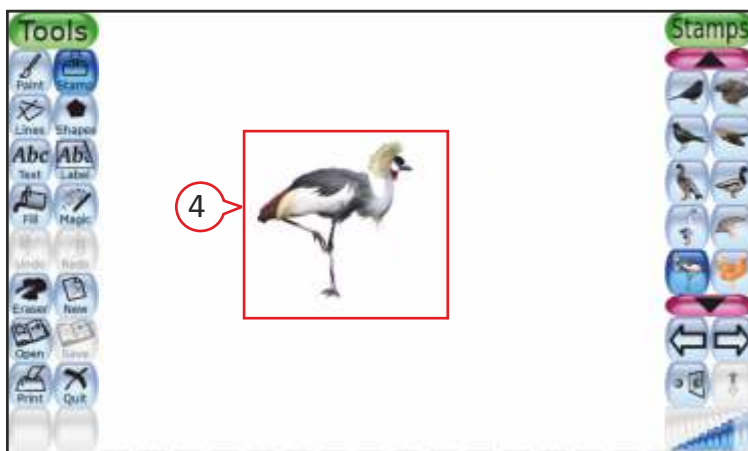 Tools
Stamps
Paint Stamp
Lines Shapes
Abc Abc
Text Label
Fill Magic
Undo Redo
4
Eraser New
Open Save
Print Quit